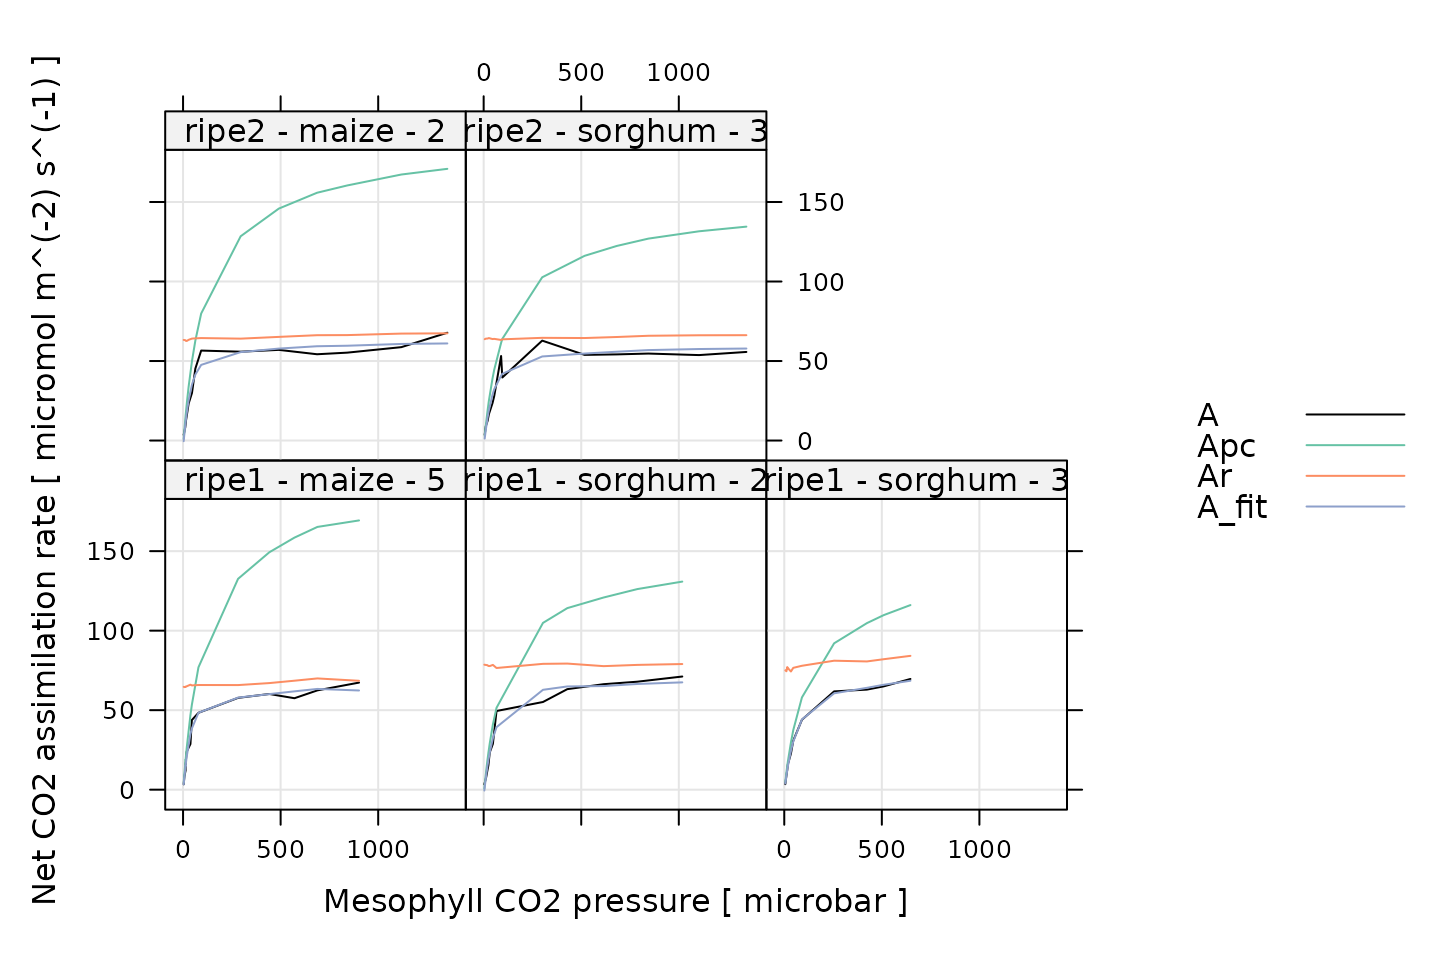 0 500 1000
ripe2 - maize - 2
ripe2 - sorghum - 3
150
100
50
0
ripe1 - maize - 5
ripe1 - sorghum - 2
ripe1 - sorghum - 3
150
100
50
0
0 500 1000
0 500 1000
Mesophyll CO2 pressure [ microbar ]
Net CO2 assimilation rate [ micromol m^(-2) s^(-1) ]
A
Apc
Ar
A_fit